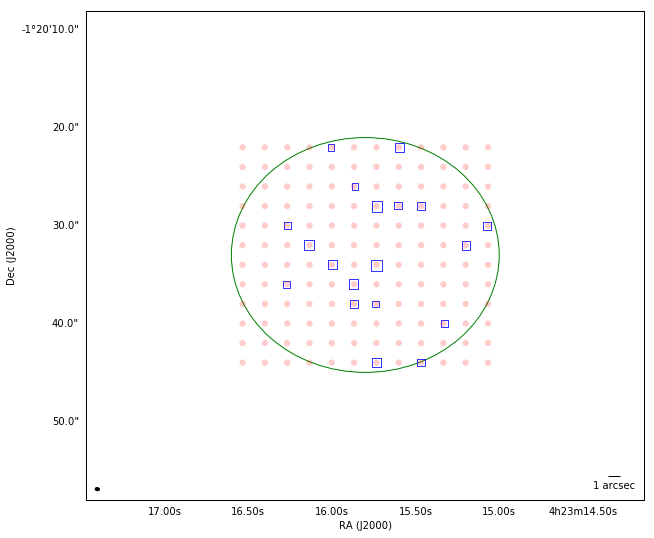 -1°20'10.0"
20.0"
30.0"
40.0"
50.0"
Dec (J2000)
1 arcsec
17.00s 16.50s 16.00s 15.50s 15.00s 4h23m14.50s
RA (J2000)